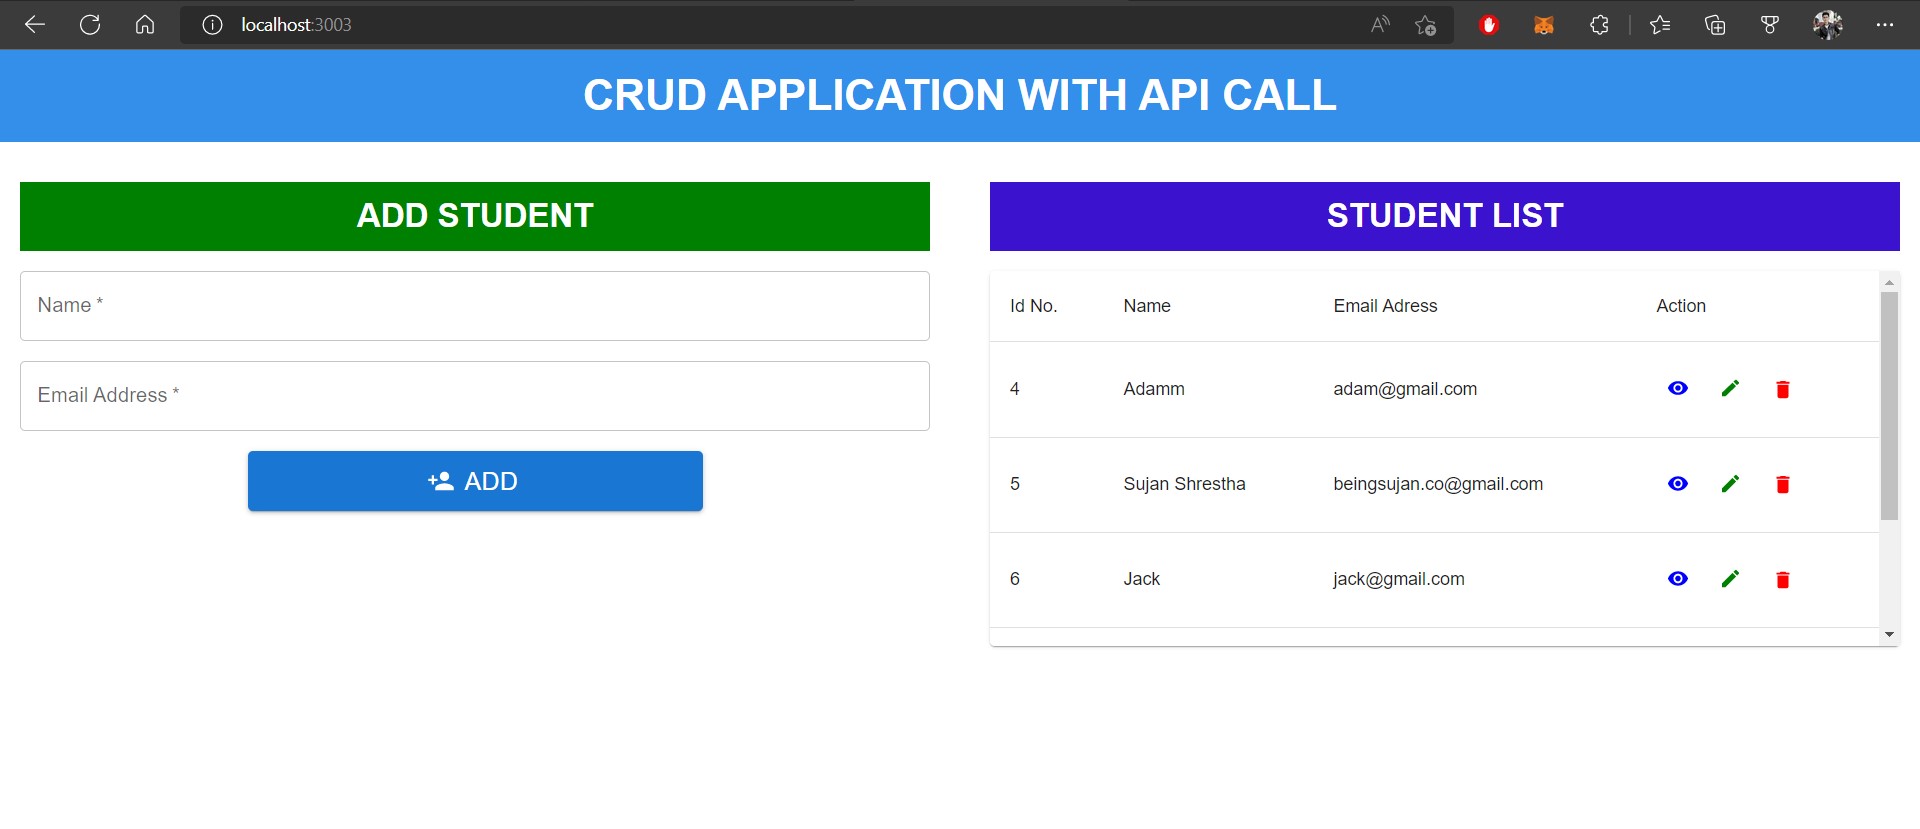 localhost:3003
CRUD APPLICATION WITH API CALL
ADD STUDENT
Name *
Email Address *
ADD
STUDENT LIST
Id No. Name Email Adress Action
4 Adamm adam@gmail.com
5 Sujan Shrestha beingsujan.co@gmail.com
6 Jack jack@gmail.com